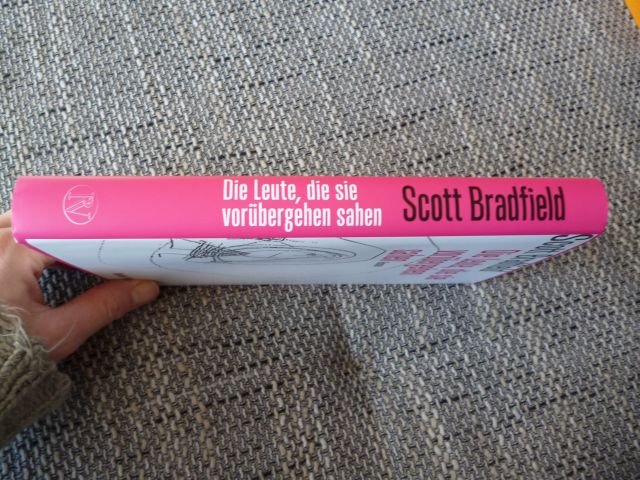 Die Leute, die sie
vorübergehen sahen
Scott Bradfield